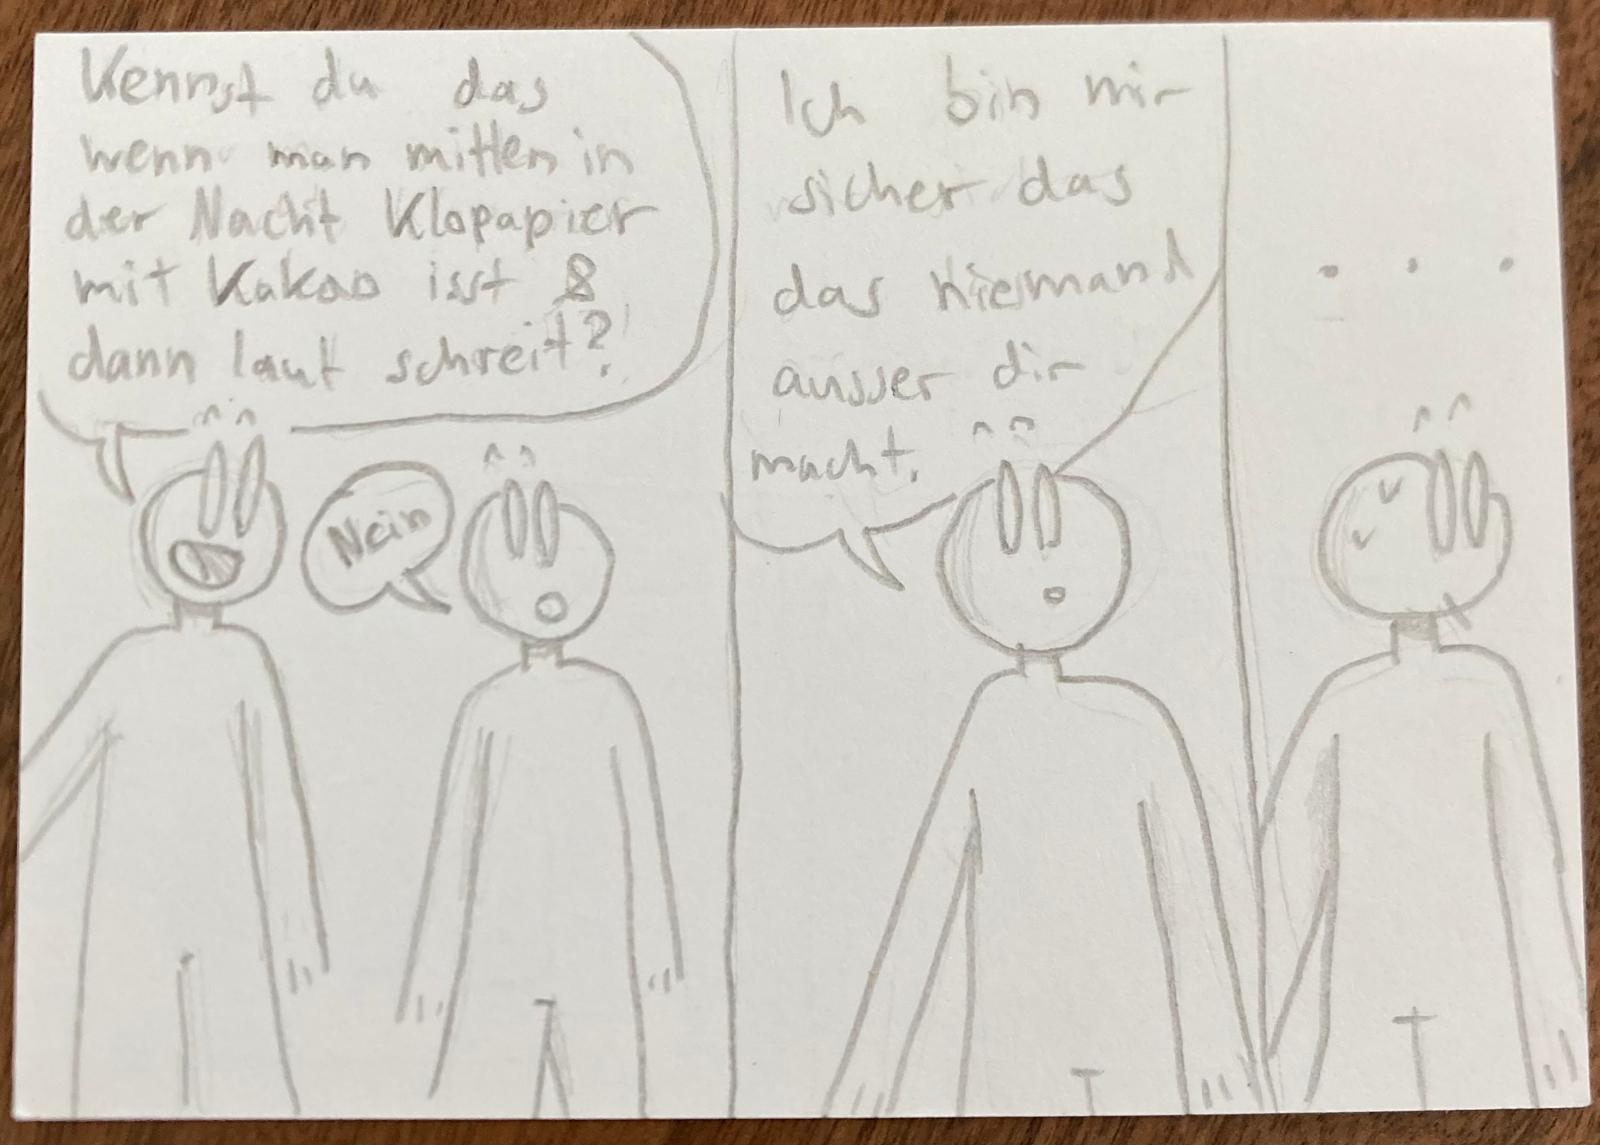 Kennst du das
wenn man mitten in
der Nacht Klopapier
mit Kakao isst &
dann laut schreit?!
Nein
Ich bin mir
sicher das
das niemand
ausser dir
macht.
. . .